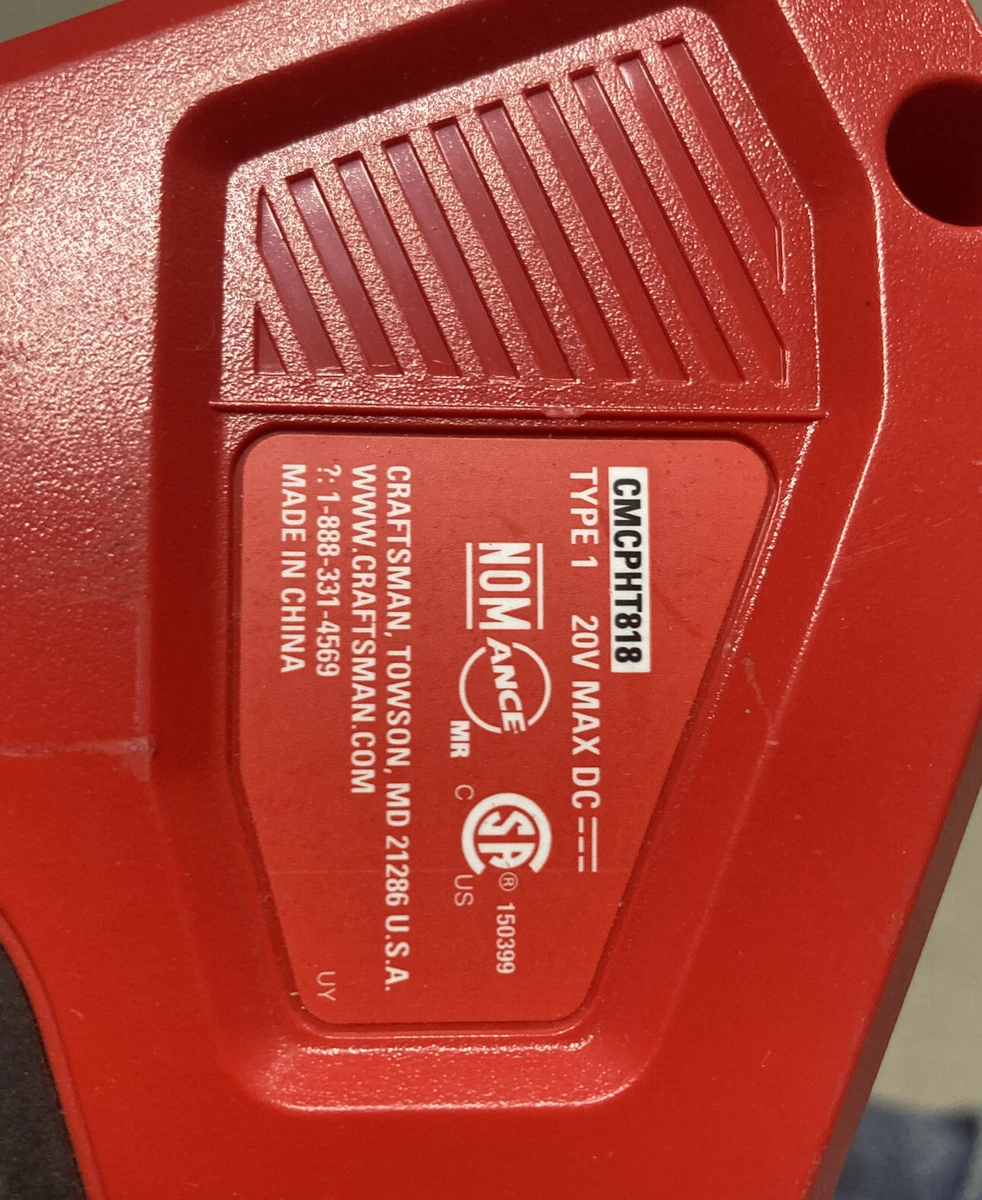 CMCPHT818
TYPE 1 20V MAX DC
NOM ANCE MR
C SA® US 150399
CRAFTSMAN, TOWSON, MD 21286 U.S.A.
WWW.CRAFTSMAN.COM
?: 1-888-331-4569
MADE IN CHINA
UY